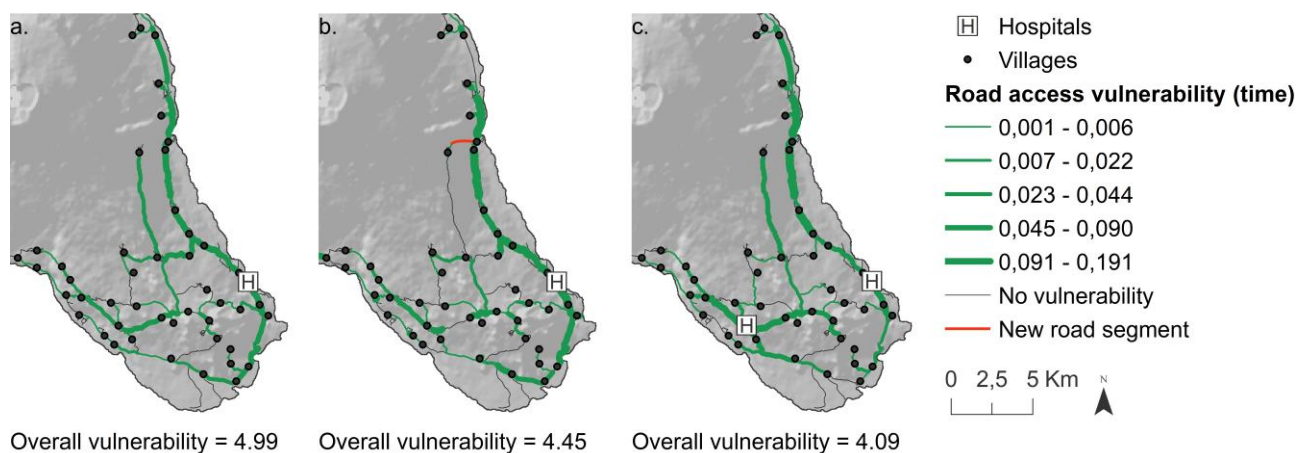 a.
b.
c.
H
H
H
H
Overall vulnerability = 4.99
Overall vulnerability = 4.45
Overall vulnerability = 4.09
H Hospitals
Villages
Road access vulnerability (time)
0,001 - 0,006
0,007 - 0,022
0,023 - 0,044
0,045 - 0,090
0,091 - 0,191
No vulnerability
New road segment
0 2,5 5 Km
N